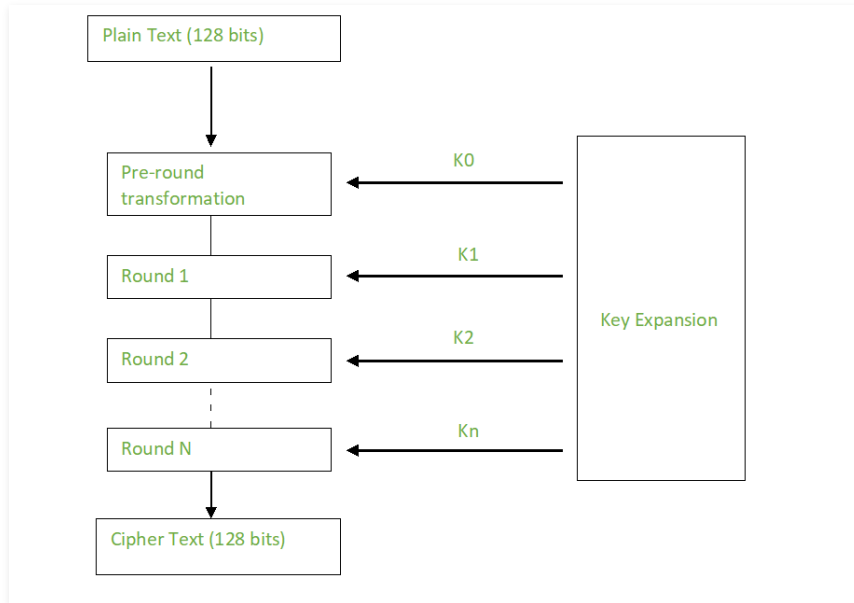 Plain Text (128 bits)
Pre-round
transformation
K0
Round 1
K1
Key Expansion
Round 2
K2
Round N
Kn
Cipher Text (128 bits)